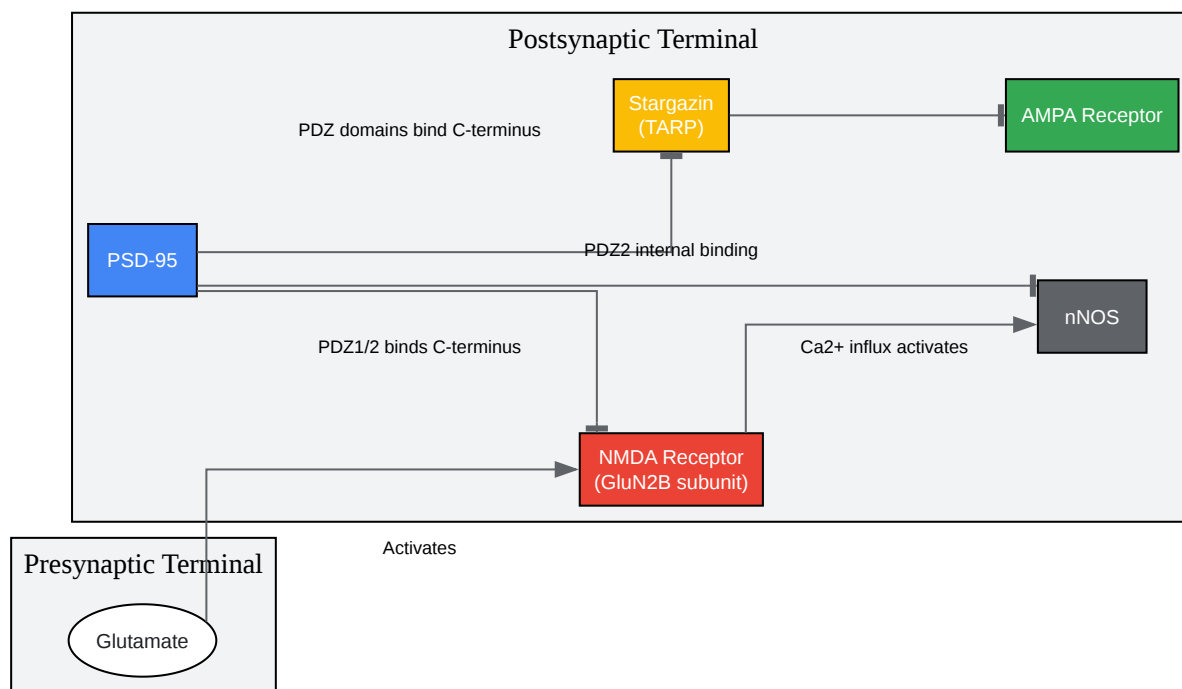 Postsynaptic Terminal
Stargazin
(TARP)
AMPA Receptor
PDZ domains bind C-terminus
PSD-95
PDZ2 internal binding
nNOS
PDZ1/2 binds C-terminus
Ca2+ influx activates
NMDA Receptor
(GluN2B subunit)
Activates
Presynaptic Terminal
Glutamate